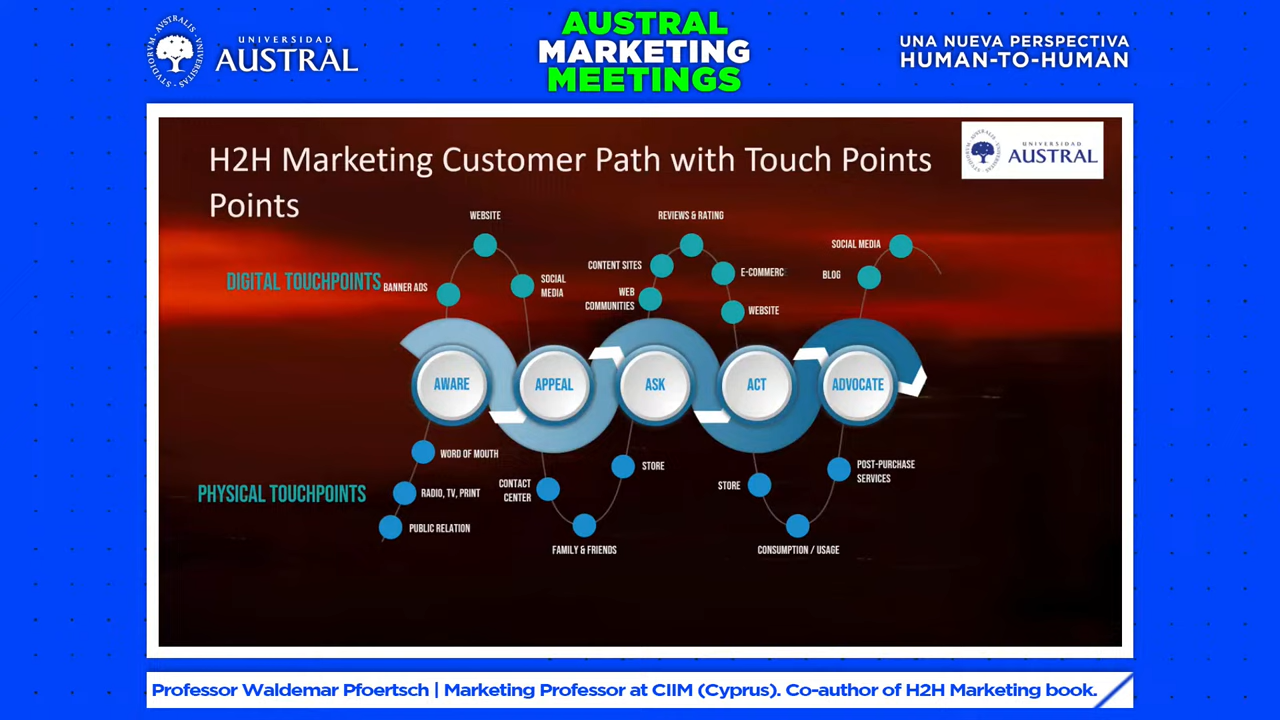 STUDIORVM · AVSTRALIS · VNIVERSITAS
UNIVERSIDAD
AUSTRAL
AUSTRAL
MARKETING
MEETINGS
UNA NUEVA PERSPECTIVA
HUMAN-TO-HUMAN
H2H Marketing Customer Path with Touch Points
Points
UNIVERSIDAD
AUSTRAL
WEBSITE
REVIEWS & RATING
SOCIAL MEDIA
DIGITAL TOUCHPOINTS
BANNER ADS
SOCIAL
MEDIA
CONTENT SITES
E-COMMERC
BLOG
WEB
COMMUNITIES
WEBSITE
AWARE
APPEAL
ASK
ACT
ADVOCATE
WORD OF MOUTH
STORE
POST-PURCHASE
SERVICES
PHYSICAL TOUCHPOINTS
RADIO, TV, PRINT
CONTACT
CENTER
STORE
PUBLIC RELATION
FAMILY & FRIENDS
CONSUMPTION / USAGE
Professor Waldemar Pfoertsch | Marketing Professor at CIIM (Cyprus). Co-author of H2H Marketing book.